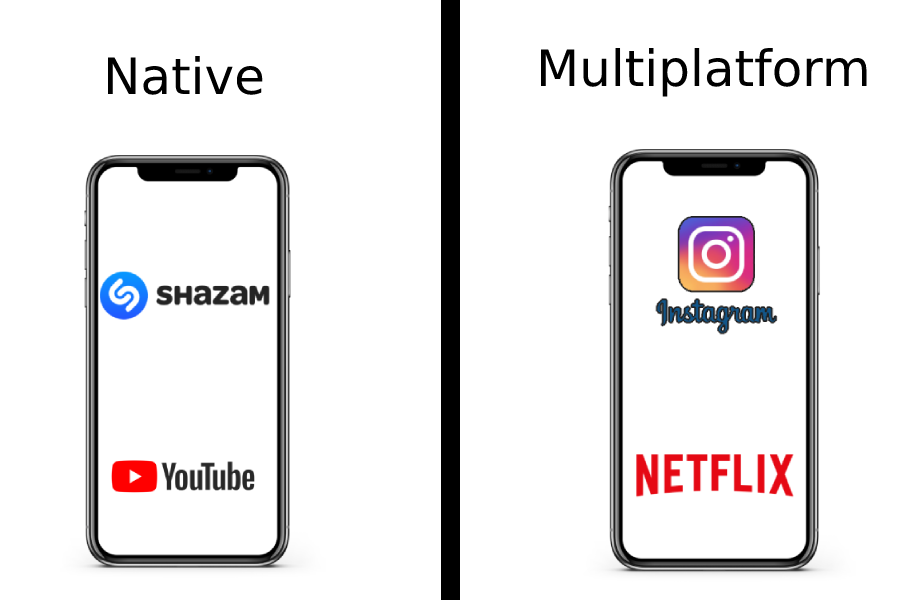 Native
SHAZAM
YouTube
Multiplatform
Instagram
NETFLIX